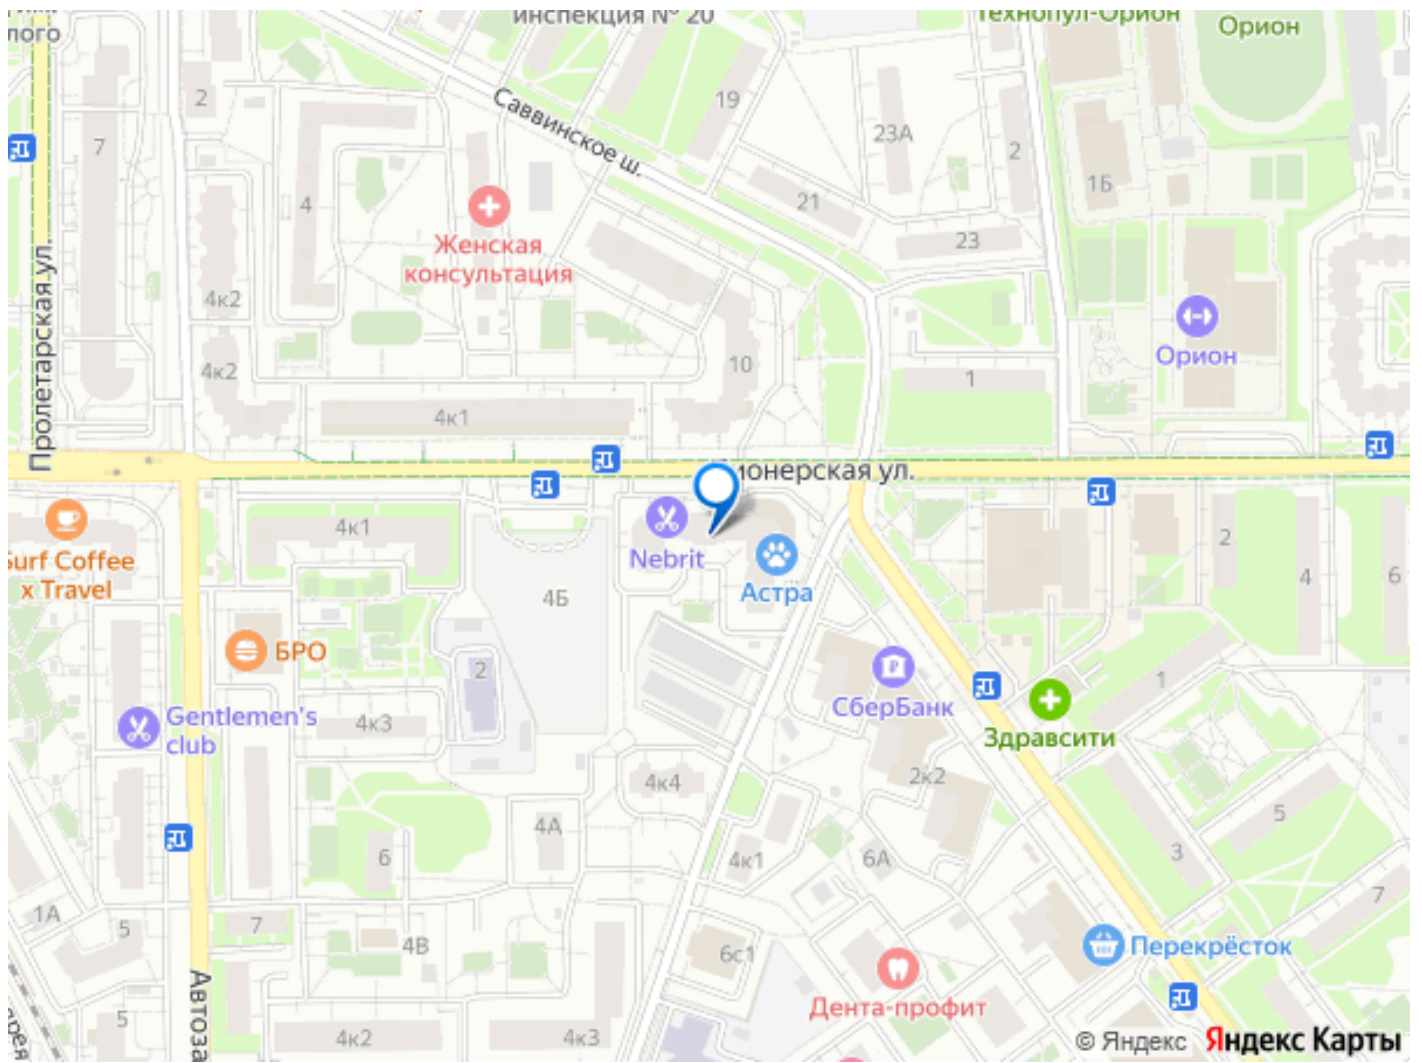 инспекция № 20
Технопул-Орион
Орион
лого
2
7
19
Саввинское ш.
23А
2
1Б
4
21
23
Женская
консультация
4к2
Орион
4к2
10
1
Пролетарская ул.
4к1
ионерская ул.
4к1
Nebrit
Астра
Surf Coffee
x Travel
4Б
2
4
6
БРО
2
СберБанк
Здравсити
1
Gentlemen's
club
4к3
4к4
2к2
4А
6
4к1
6А
5
3
7
1А
5
7
4В
6с1
Перекрёсток
Автоза
5
4к2
4к3
Дента-профит
© Яндекс Яндекс Карты